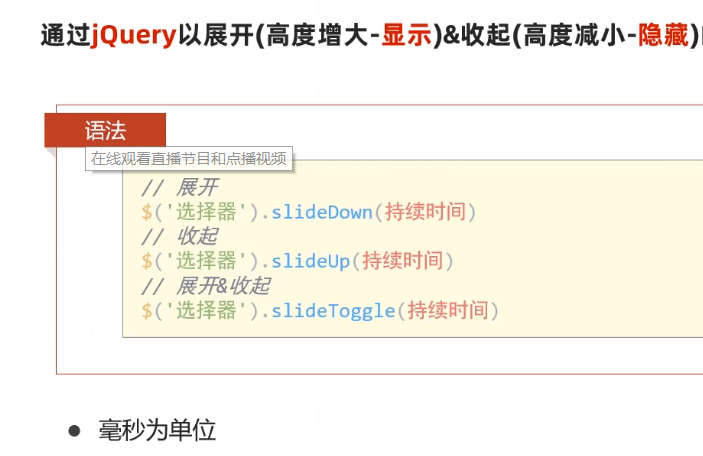 通过jQuery以展开(高度增大-显示)&收起(高度减小-隐藏)
语法
在线观看直播节目和点播视频
// 展开
$('选择器').slideDown(持续时间)
// 收起
$('选择器').slideUp(持续时间)
// 展开&收起
$('选择器').slideToggle(持续时间)
● 毫秒为单位